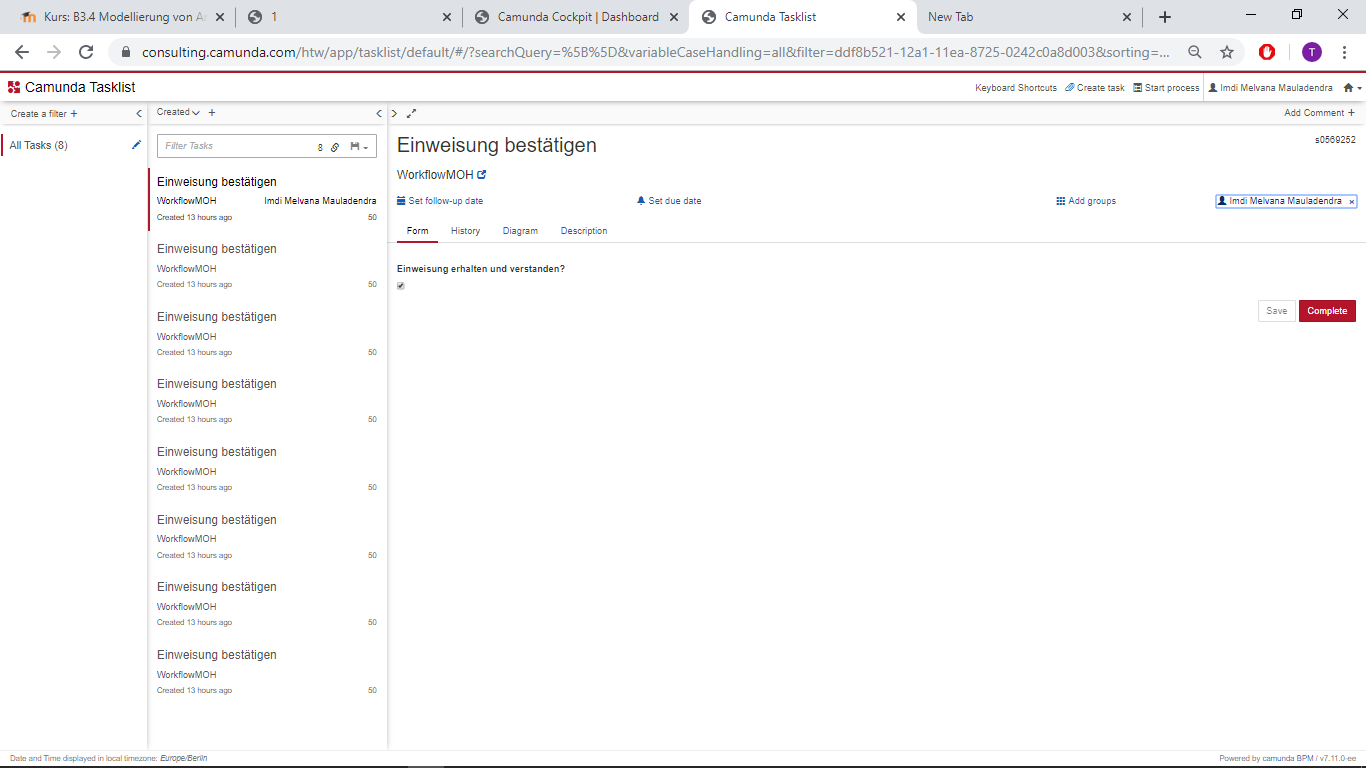 Kurs: B3.4 Modellierung von A
1
Camunda Cockpit | Dashboard
Camunda Tasklist
New Tab
consulting.camunda.com/htw/app/tasklist/default/#/?searchQuery=%5B%5D&variableCaseHandling=all&filter=ddf8b521-12a1-11ea-8725-0242c0a8d003&sorting=...
T
Camunda Tasklist
Keyboard Shortcuts
Create task
Start process
Imdi Melvana Mauladendra
Create a filter +
Created
Add Comment +
All Tasks (8)
Filter Tasks
8
Einweisung bestätigen
WorkflowMOH Imdi Melvana Mauladendra
Created 13 hours ago 50
Einweisung bestätigen
WorkflowMOH
Created 13 hours ago 50
Einweisung bestätigen
WorkflowMOH
Created 13 hours ago 50
Einweisung bestätigen
WorkflowMOH
Created 13 hours ago 50
Einweisung bestätigen
WorkflowMOH
Created 13 hours ago 50
Einweisung bestätigen
WorkflowMOH
Created 13 hours ago 50
Einweisung bestätigen
WorkflowMOH
Created 13 hours ago 50
Einweisung bestätigen
WorkflowMOH
Created 13 hours ago 50
Einweisung bestätigen
s0569252
WorkflowMOH
Set follow-up date
Set due date
Add groups
Imdi Melvana Mauladendra ×
Form
History
Diagram
Description
Einweisung erhalten und verstanden?
Save
Complete
Date and Time displayed in local timezone: Europe/Berlin
Powered by camunda BPM / v7.11.0-ee